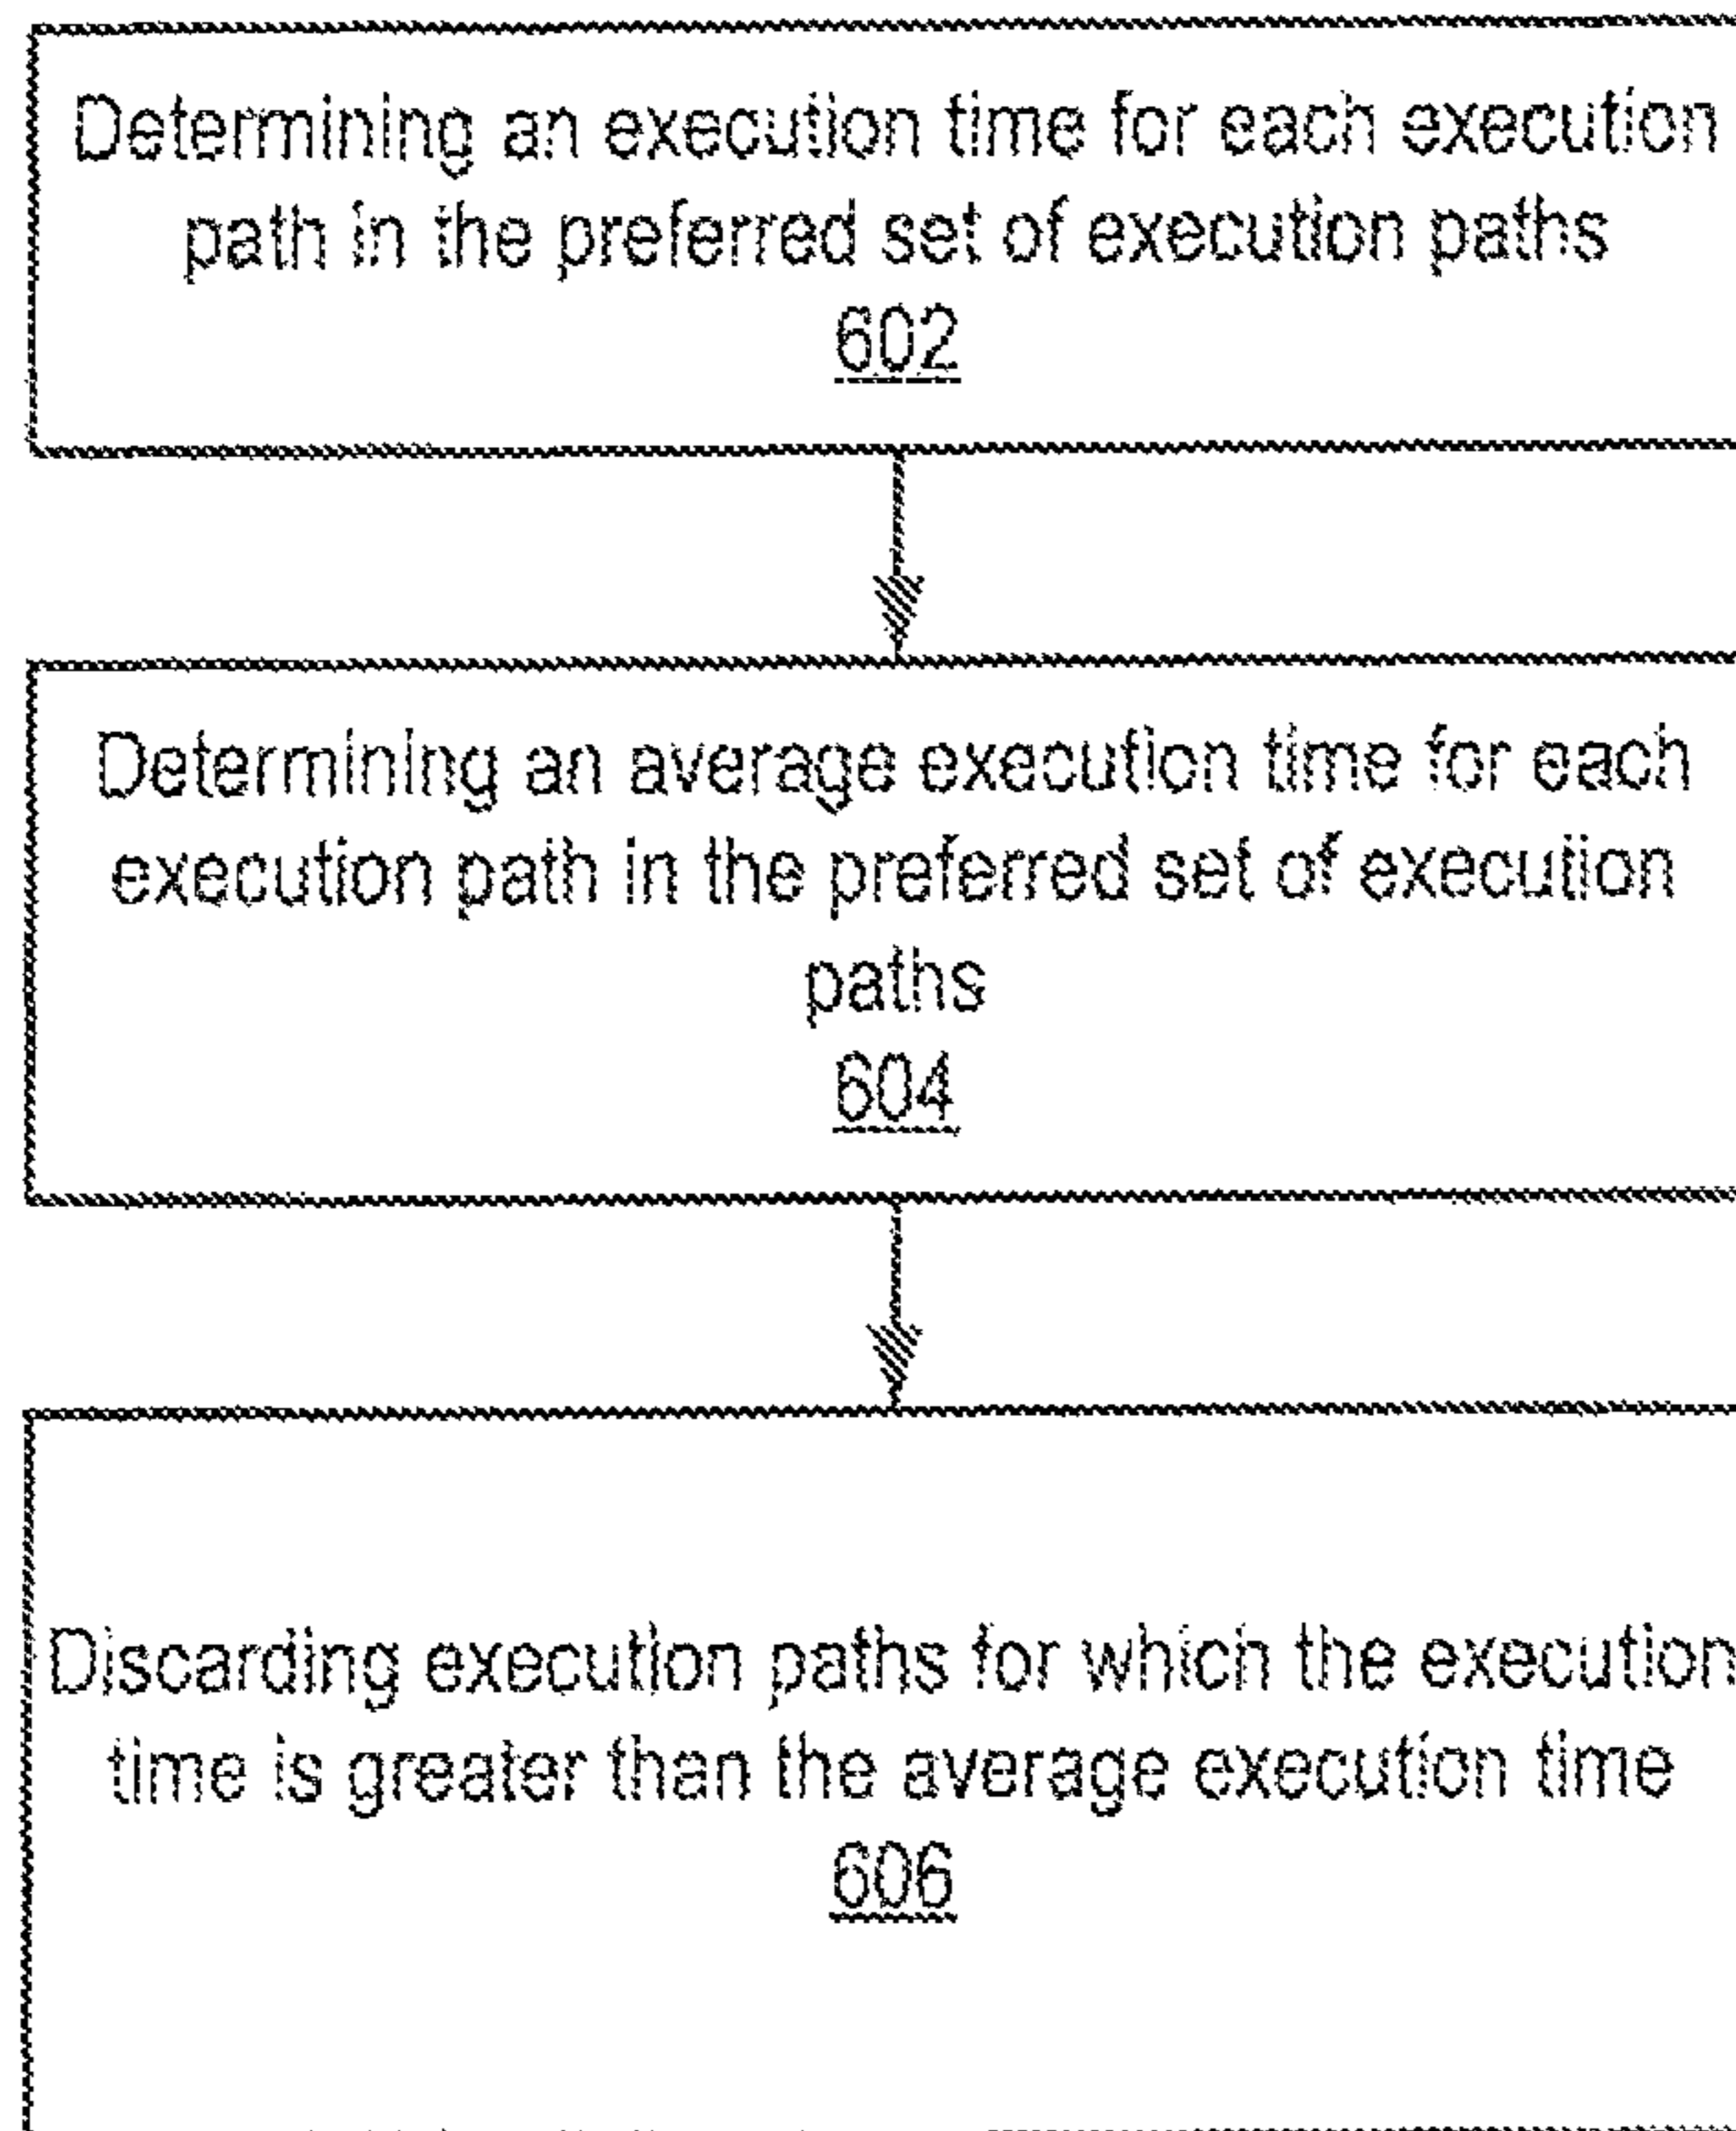 Determining an execution time for each execution
path in the preferred set of execution paths
602
Determining an average execution time for each
execution path in the preferred set of execution
paths
604
Discarding execution paths for which the execution
time is greater than the average execution time
606